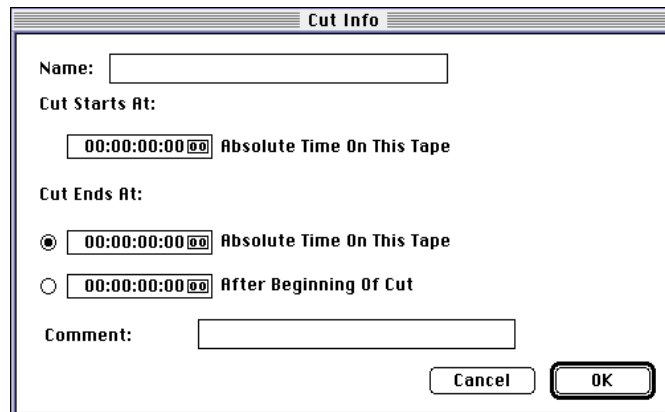 Cut Info
Name:
Cut Starts At:
00:00:00:00 00 Absolute Time On This Tape
Cut Ends At:
00:00:00:00 00 Absolute Time On This Tape
00:00:00:00 00 After Beginning Of Cut
Comment:
Cancel OK